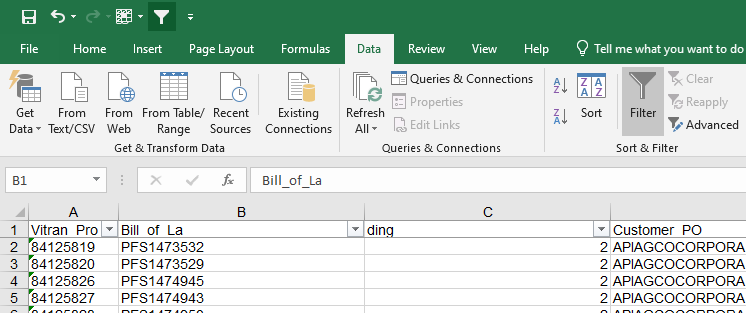 File Home Insert Page Layout Formulas Data Review View Help Tell me what you want to do
Get Data From Text/CSV From Web From Table/ Range Recent Sources Existing Connections Refresh All Queries & Connections Properties Edit Links Sort Filter Clear Reapply Advanced
Get & Transform Data Queries & Connections Sort & Filter
B1 fx Bill_of_La
A B C
1 Vitran_Pro Bill_of_La ding Customer_PO
2 84125819 PFS1473532 2 APIAGCOCORPORA
3 84125820 PFS1473529 2 APIAGCOCORPORA
4 84125826 PFS1474945 2 APIAGCOCORPORA
5 84125827 PFS1474943 2 APIAGCOCORPORA